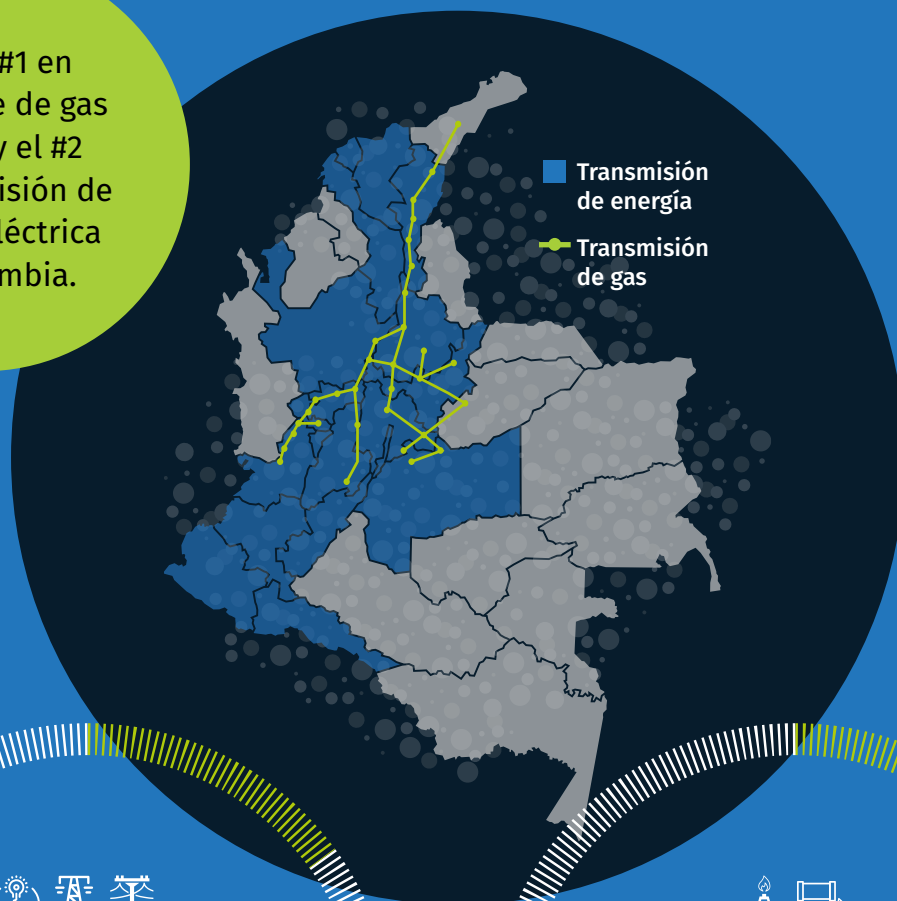 #1 en
e de gas
y el #2
isión de
léctrica
mbia.
Transmisión
de energía
Transmisión
de gas